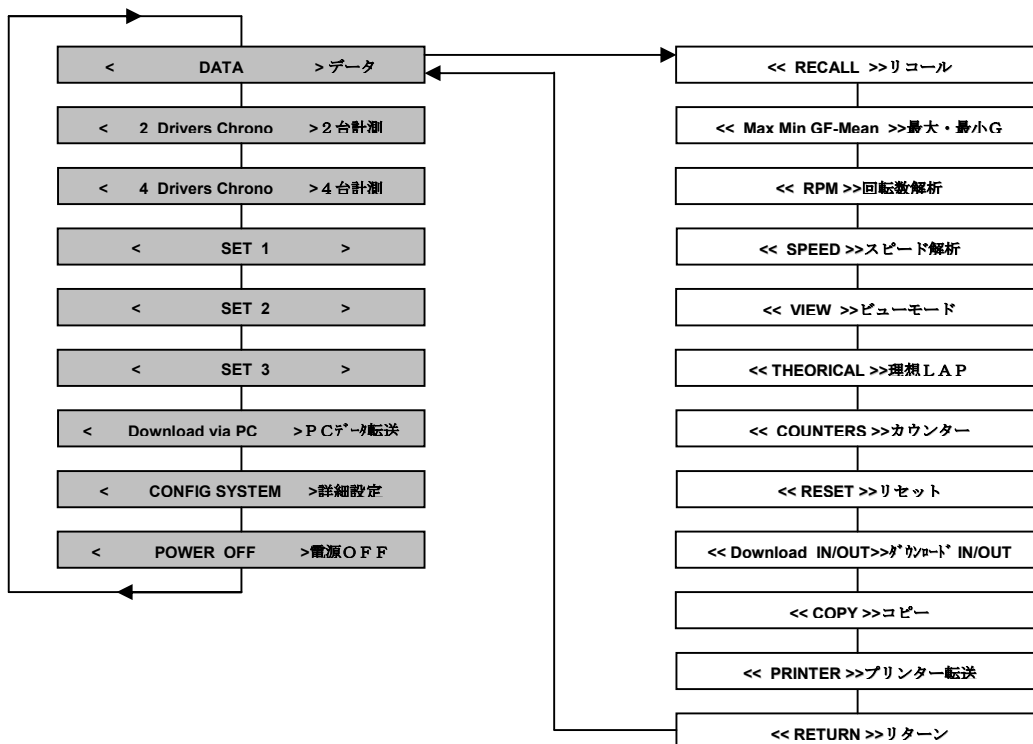 < DATA >データ
< 2 Drivers Chrono >２台計測
< 4 Drivers Chrono >４台計測
< SET 1 >
< SET 2 >
< SET 3 >
< Download via PC >ＰＣﾃﾞｰﾀ転送
< CONFIG SYSTEM >詳細設定
< POWER OFF >電源ＯＦＦ
<< RECALL >>リコール
<< Max Min GF-Mean >>最大・最小Ｇ
<< RPM >>回転数解析
<< SPEED >>スピード解析
<< VIEW >>ビューモード
<< THEORICAL >>理想ＬＡＰ
<< COUNTERS >>カウンター
<< RESET >>リセット
<< Download IN/OUT>>ﾀﾞｳﾝﾛｰﾄﾞ IN/OUT
<< COPY >>コピー
<< PRINTER >>プリンター転送
<< RETURN >>リターン